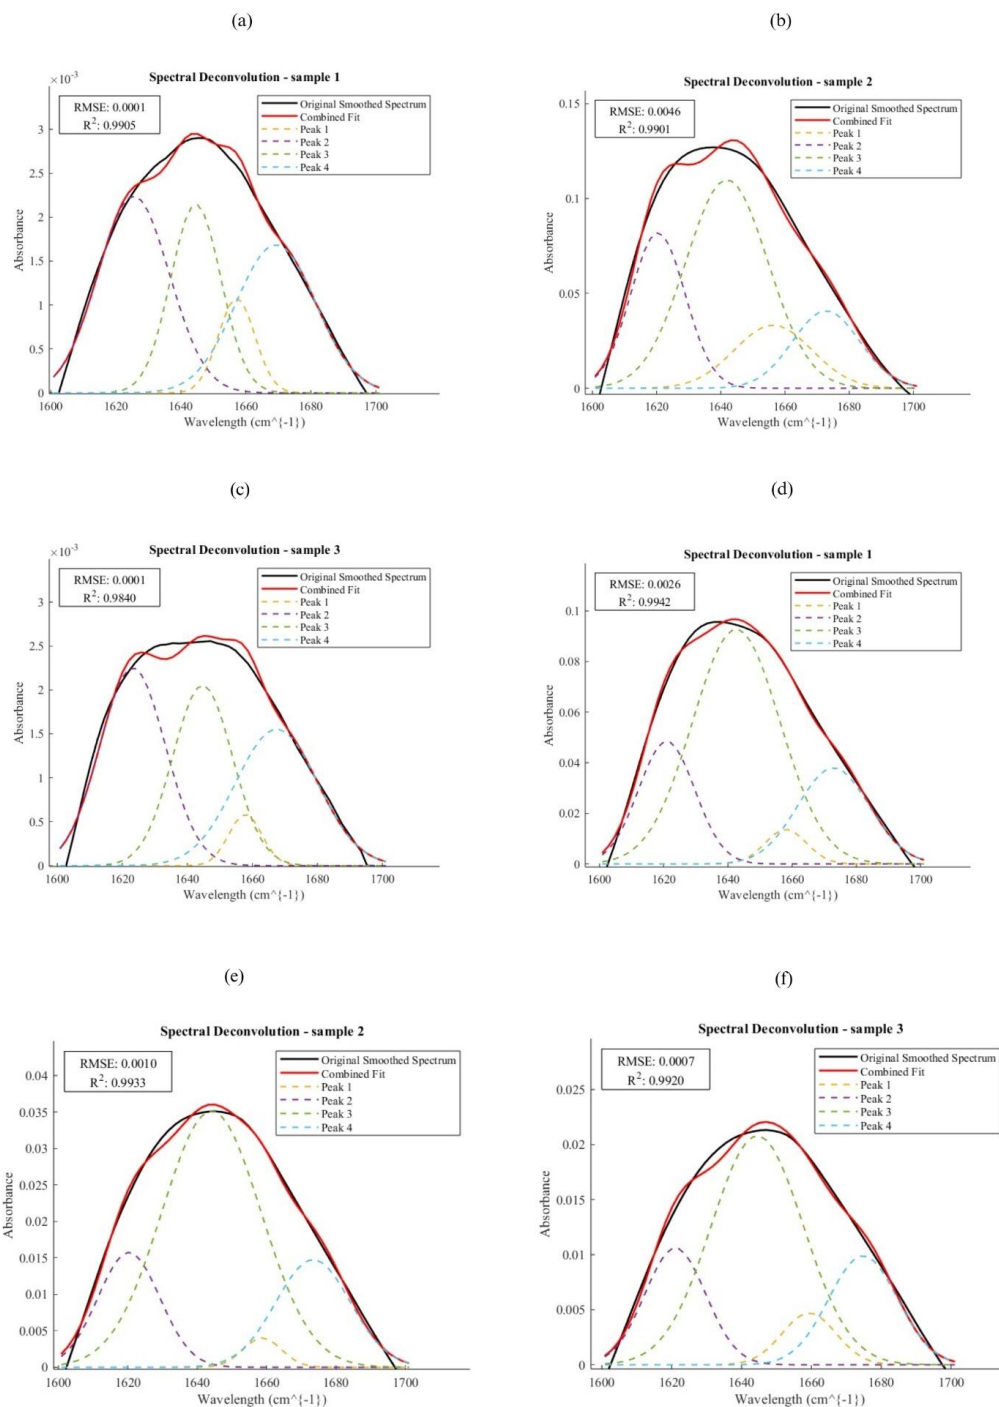 (a)
Spectral Deconvolution - sample 1
×10⁻³
RMSE: 0.0001
R²: 0.9905
Original Smoothed Spectrum
Combined Fit
Peak 1
Peak 2
Peak 3
Peak 4
3
2.5
2
1.5
1
0.5
0
Absorbance
1600 1620 1640 1660 1680 1700
Wavelength (cm^{-1})
(b)
Spectral Deconvolution - sample 2
RMSE: 0.0046
R²: 0.9901
Original Smoothed Spectrum
Combined Fit
Peak 1
Peak 2
Peak 3
Peak 4
0.15
0.1
0.05
0
Absorbance
1600 1620 1640 1660 1680 1700
Wavelength (cm^{-1})
(c)
Spectral Deconvolution - sample 3
×10⁻³
RMSE: 0.0001
R²: 0.9840
Original Smoothed Spectrum
Combined Fit
Peak 1
Peak 2
Peak 3
Peak 4
3
2.5
2
1.5
1
0.5
0
Absorbance
1600 1620 1640 1660 1680 1700
Wavelength (cm^{-1})
(d)
Spectral Deconvolution - sample 1
RMSE: 0.0026
R²: 0.9942
Original Smoothed Spectrum
Combined Fit
Peak 1
Peak 2
Peak 3
Peak 4
0.1
0.08
0.06
0.04
0.02
0
Absorbance
1600 1620 1640 1660 1680 1700
Wavelength (cm^{-1})
(e)
Spectral Deconvolution - sample 2
RMSE: 0.0010
R²: 0.9933
Original Smoothed Spectrum
Combined Fit
Peak 1
Peak 2
Peak 3
Peak 4
0.04
0.035
0.03
0.025
0.02
0.015
0.01
0.005
0
Absorbance
1600 1620 1640 1660 1680 1700
Wavelength (cm^{-1})
(f)
Spectral Deconvolution - sample 3
RMSE: 0.0007
R²: 0.9920
Original Smoothed Spectrum
Combined Fit
Peak 1
Peak 2
Peak 3
Peak 4
0.025
0.02
0.015
0.01
0.005
0
Absorbance
1600 1620 1640 1660 1680 1700
Wavelength (cm^{-1})